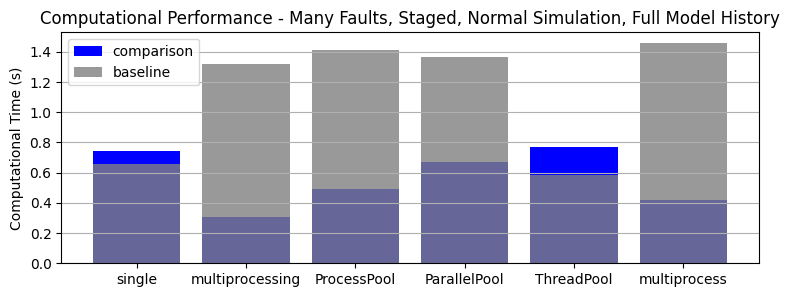 Computational Performance - Many Faults, Staged, Normal Simulation, Full Model History
comparison
baseline
Computational Time (s)
1.4
1.2
1.0
0.8
0.6
0.4
0.2
0.0
single multiprocessing ProcessPool ParallelPool ThreadPool multiprocess